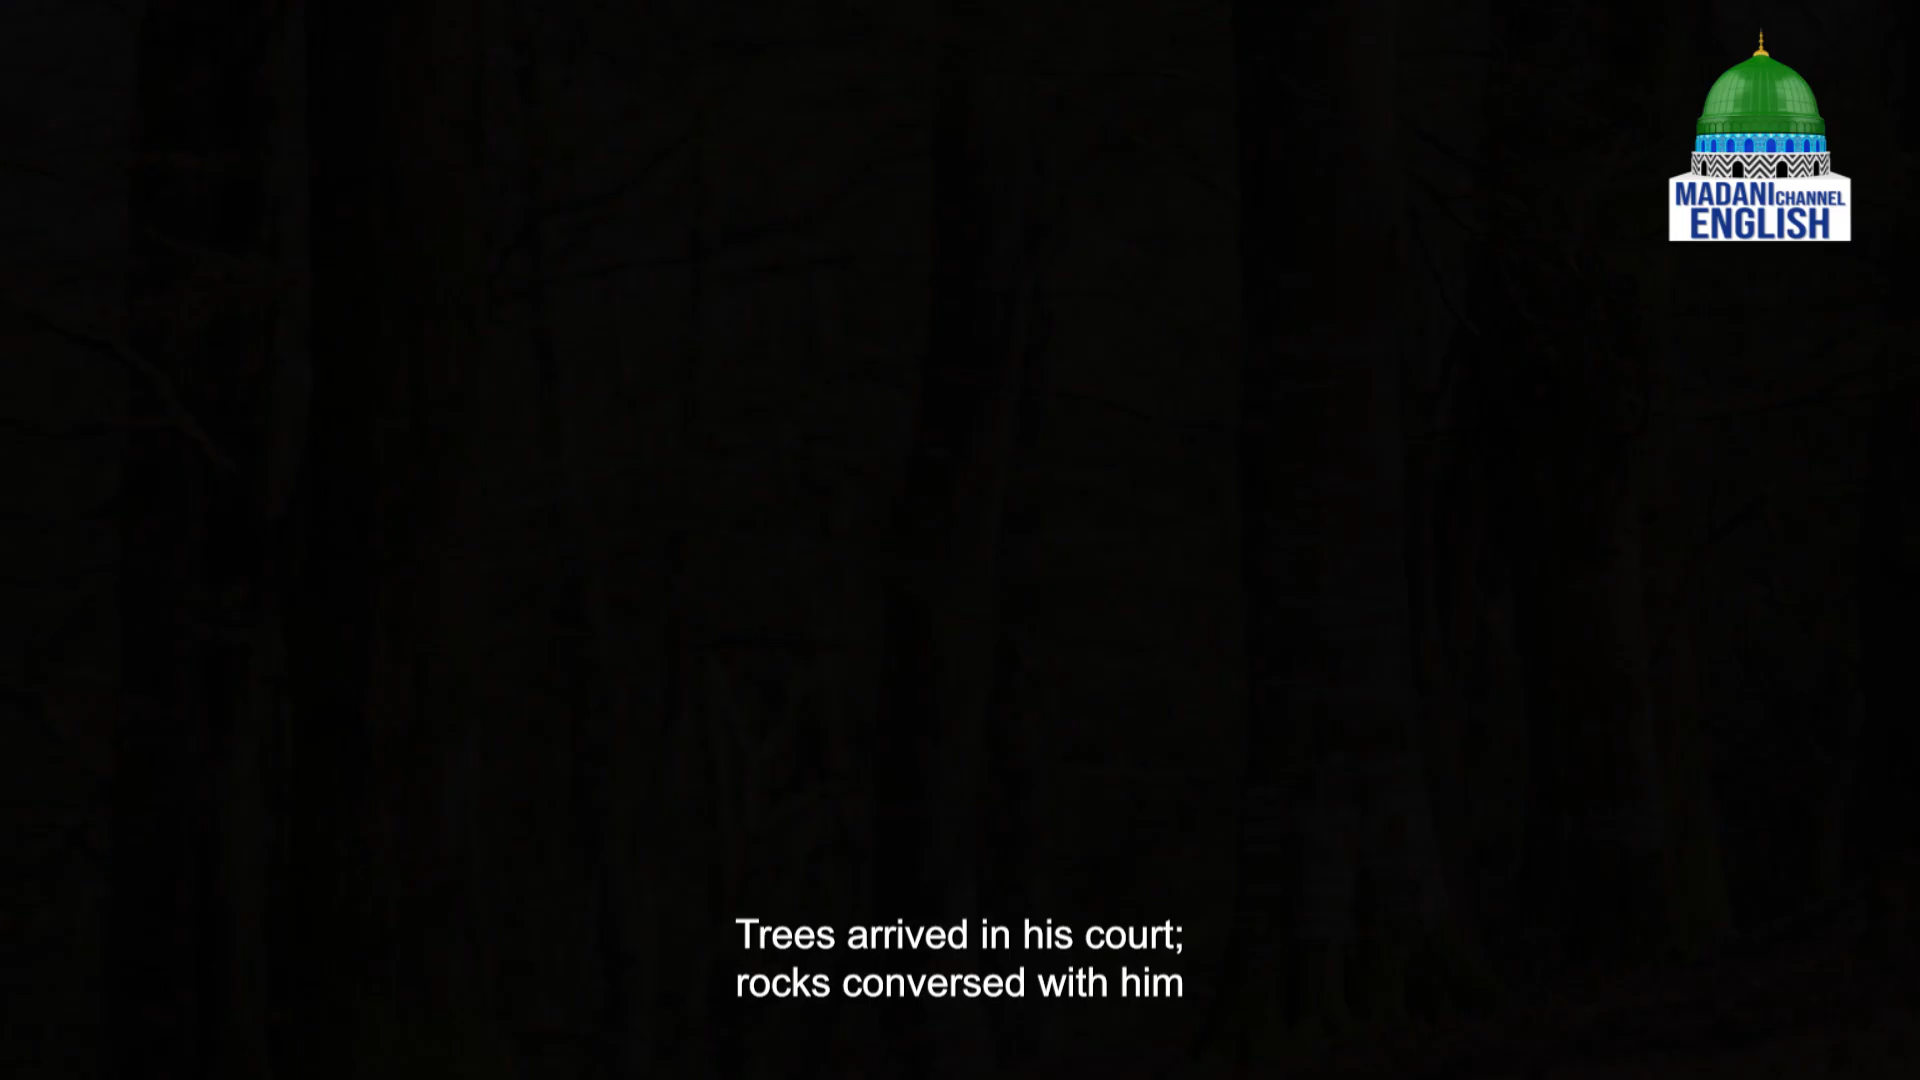 MADANI CHANNEL
ENGLISH
Trees arrived in his court;
rocks conversed with him